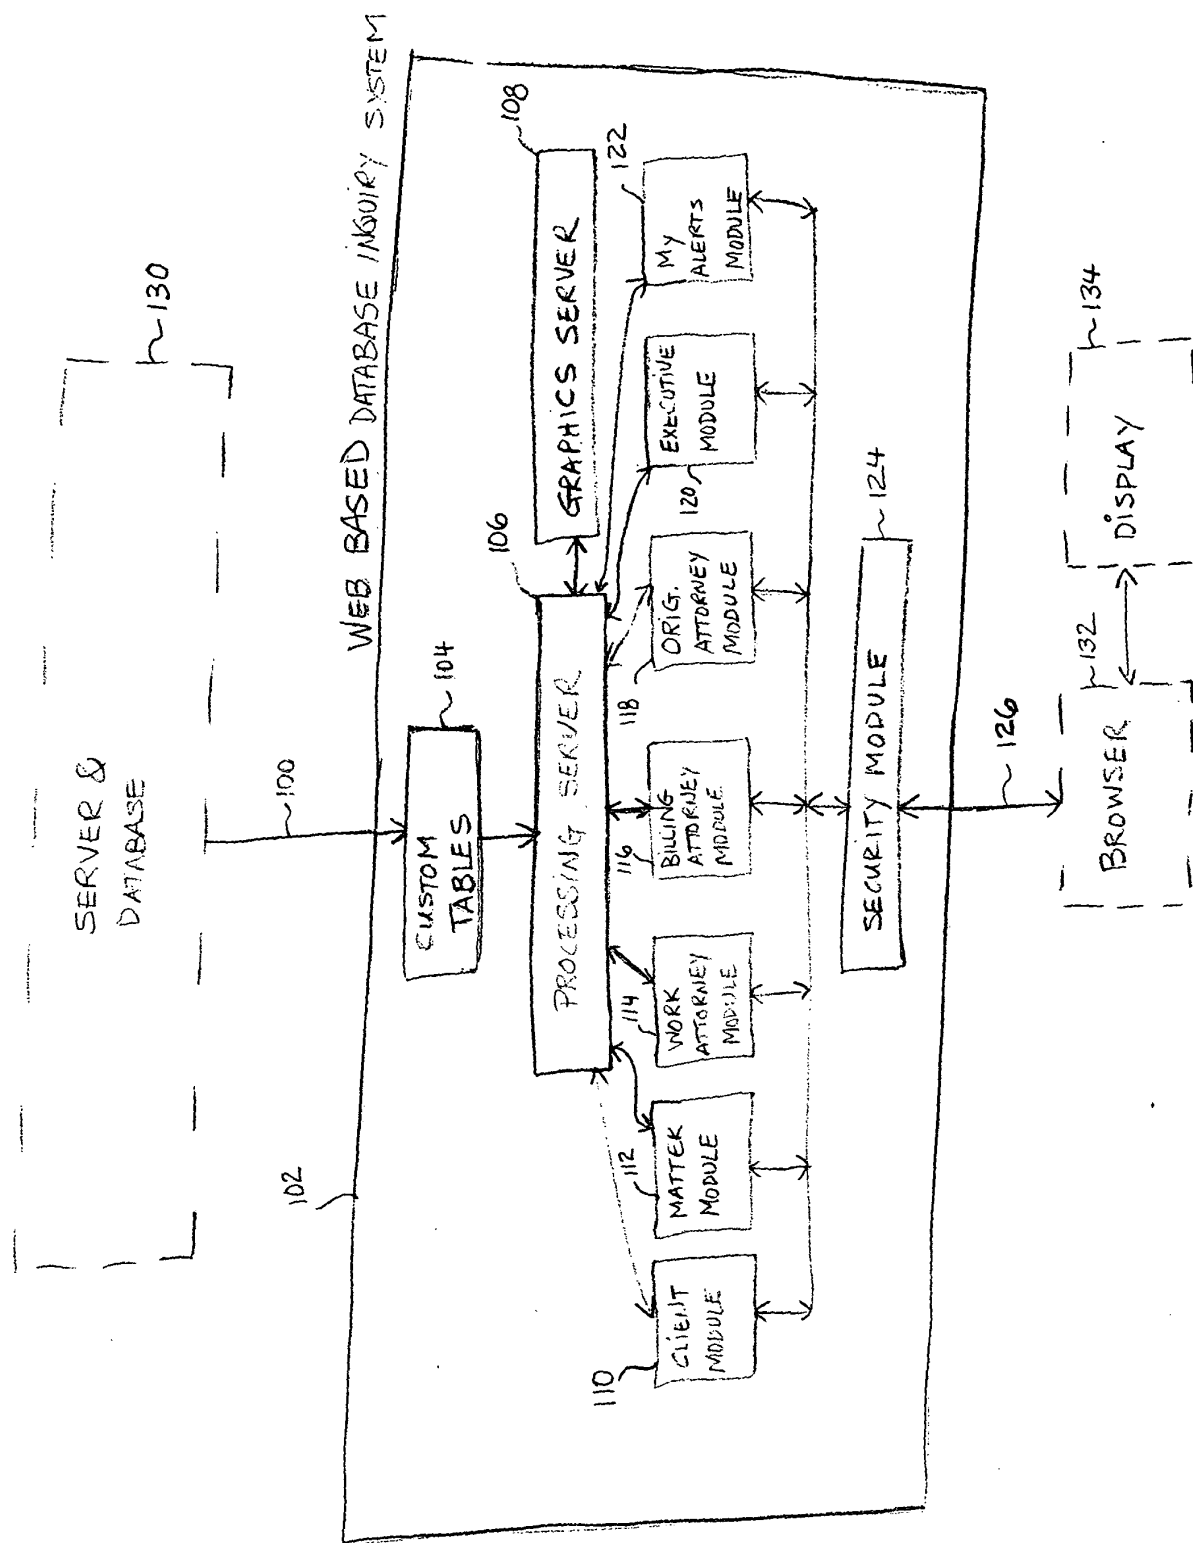 SERVER &
DATABASE
130
100
WEB BASED DATABASE INQUIRY SYSTEM
102
CUSTOM
TABLES
104
PROCESSING SERVER
106
GRAPHICS SERVER
108
110
CLIENT
MODULE
112
MATTER
MODULE
114
WORK
ATTORNEY
MODULE
116
BILLING
ATTORNEY
MODULE
118
ORIG.
ATTORNEY
MODULE
120
EXECUTIVE
MODULE
122
MY
ALERTS
MODULE
SECURITY MODULE
124
126
BROWSER
132
DISPLAY
134